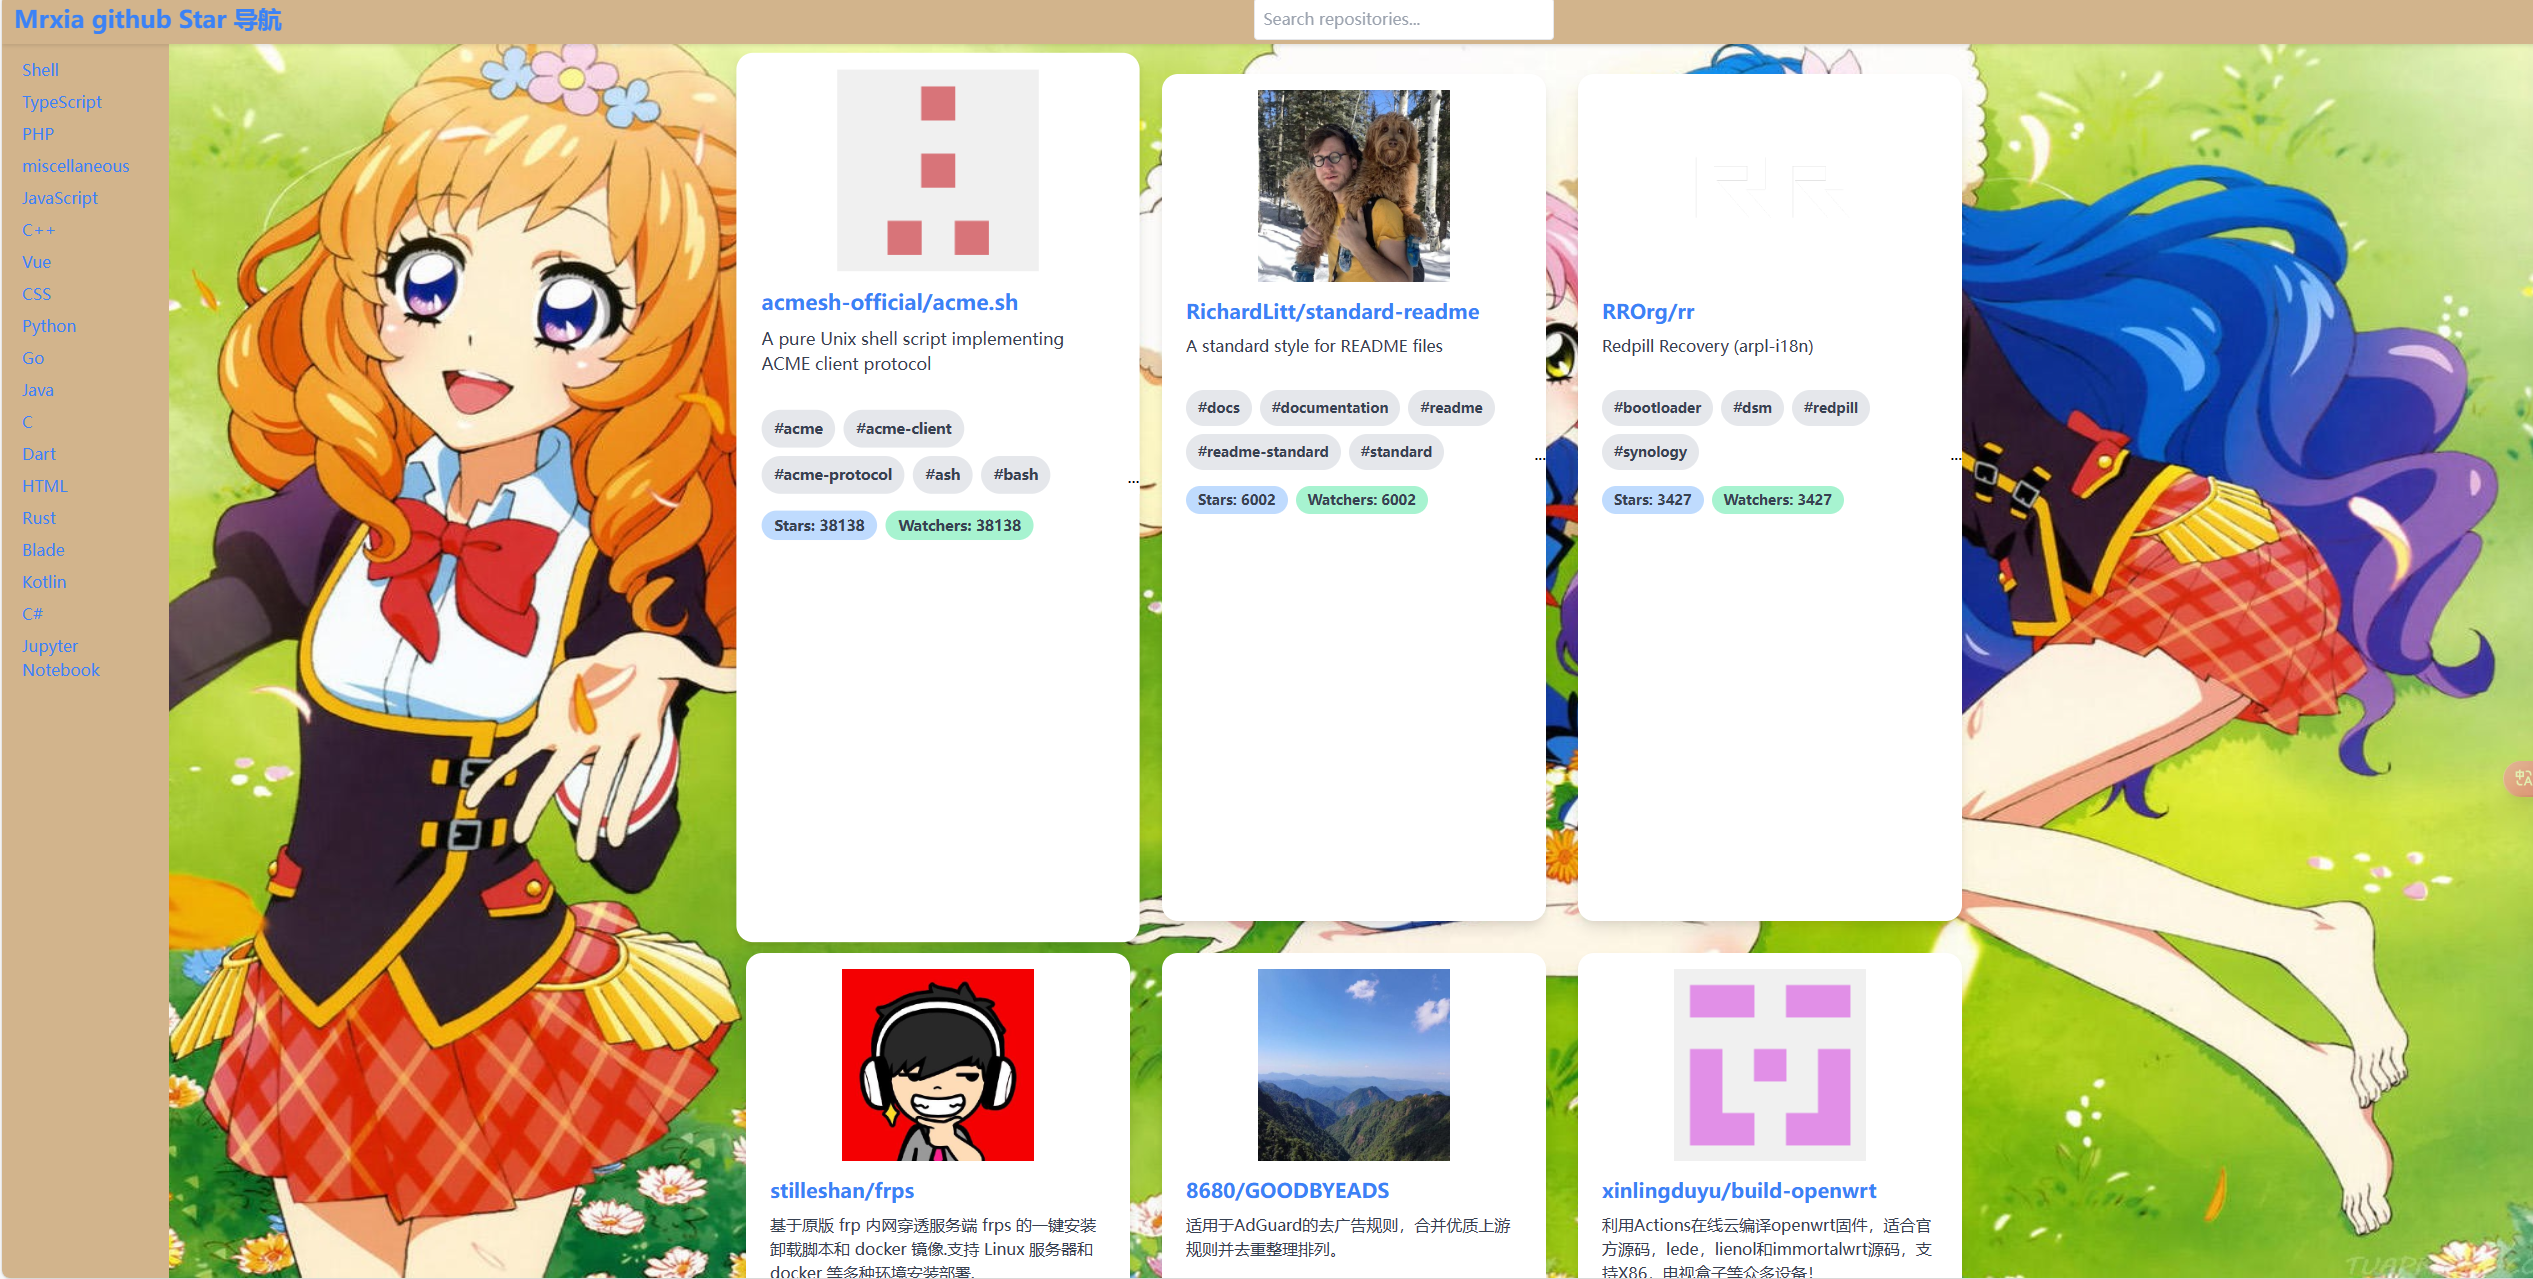 Mrxia github Star 导航
Search repositories...
Shell
TypeScript
PHP
miscellaneous
JavaScript
C++
Vue
CSS
Python
Go
Java
C
Dart
HTML
Rust
Blade
Kotlin
C#
Jupyter
Notebook
acmesh-official/acme.sh
A pure Unix shell script implementing
ACME client protocol
#acme #acme-client
#acme-protocol #ash #bash
...
Stars: 38138 Watchers: 38138
RichardLitt/standard-readme
A standard style for README files
#docs #documentation #readme
#readme-standard #standard
...
Stars: 6002 Watchers: 6002
RR
RROrg/rr
Redpill Recovery (arpl-i18n)
#bootloader #dsm #redpill
#synology
...
Stars: 3427 Watchers: 3427
stilleshan/frps
基于原版 frp 内网穿透服务端 frps 的一键安装
卸载脚本和 docker 镜像.支持 Linux 服务器和
docker 等多种环境安装部署.
8680/GOODBYEADS
适用于AdGuard的去广告规则，合并优质上游
规则并去重整理排列。
xinlingduyu/build-openwrt
利用Actions在线云编译openwrt固件，适合官
方源码，lede，lienol和immortalwrt源码，支
持X86，电视盒子等众多设备！